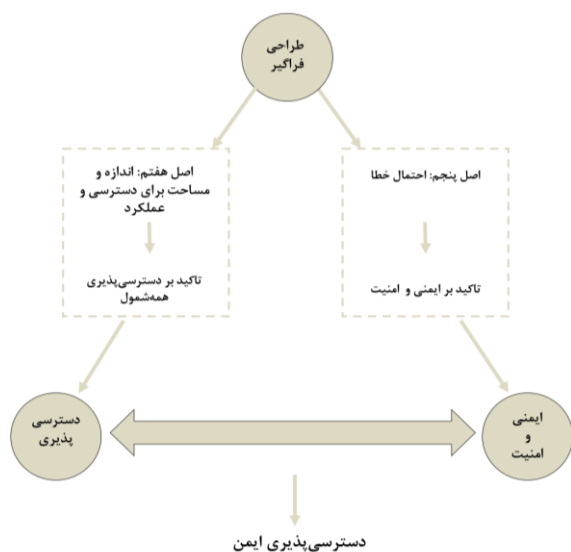 طراحی
فراگیر
اصل پنجم: احتمال خطا
تاکید بر ایمنی و امنیت
اصل هفتم: اندازه و
مساحت برای دسترسی و
عملکرد
تاکید بر دسترسی‌پذیری
همه‌شمول
ایمنی
و
امنیت
دسترسی
پذیری
دسترسی‌پذیری ایمن